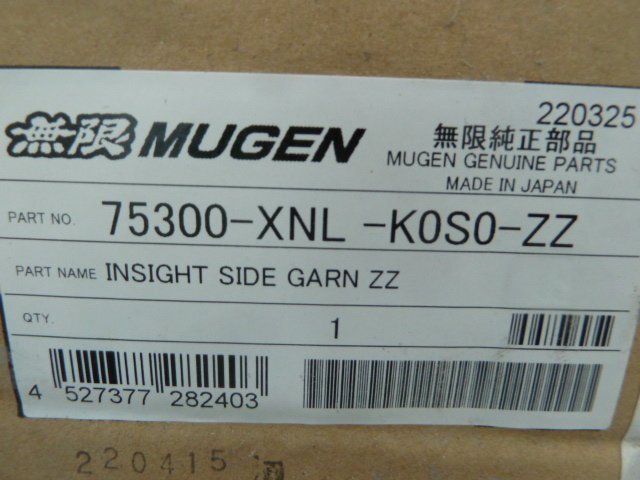 220325
無限 MUGEN
無限純正部品
MUGEN GENUINE PARTS
MADE IN JAPAN
PART NO. 75300-XNL -K0S0-ZZ
PART NAME INSIGHT SIDE GARN ZZ
QTY. 1
4 527377 282403
220415